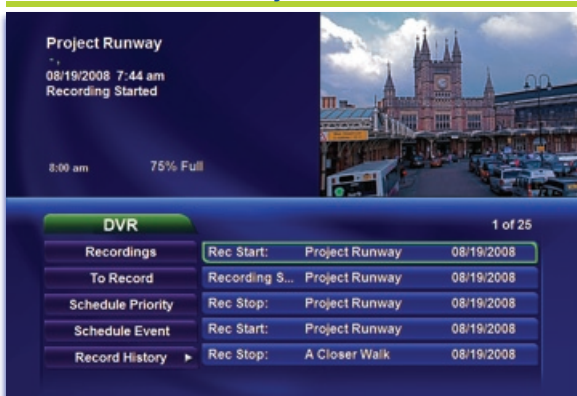 Project Runway
- ,
08/19/2008 7:44 am
Recording Started
8:00 am 75% Full
DVR 1 of 25
Recordings Rec Start: Project Runway 08/19/2008
To Record Recording S... Project Runway 08/19/2008
Schedule Priority Rec Stop: Project Runway 08/19/2008
Schedule Event Rec Start: Project Runway 08/19/2008
Record History ▸ Rec Stop: A Closer Walk 08/19/2008